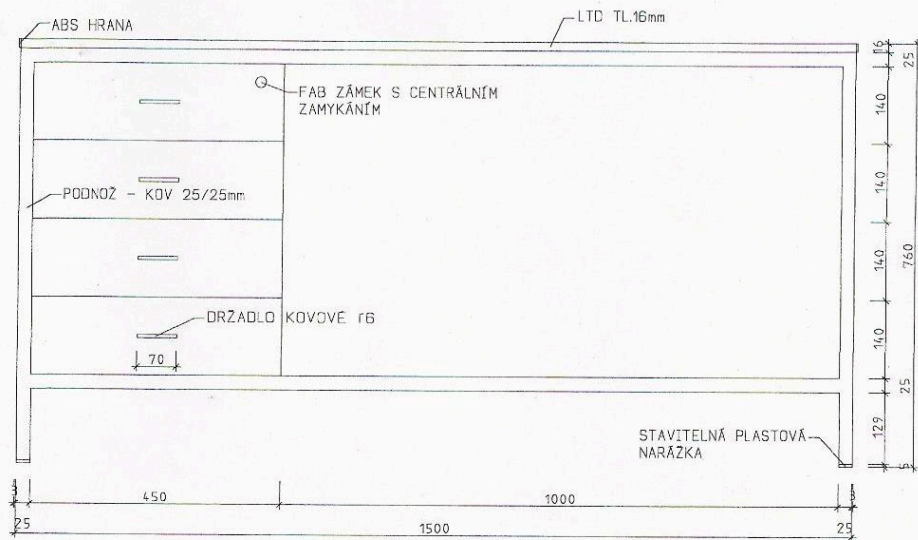 ABS HRANA
LTD TL.16mm
FAB ZÁMEK S CENTRÁLNÍM
ZAMYKÁNÍM
PODNOŽ - KOV 25/25mm
DRŽADLO KOVOVÉ r6
70
STAVITELNÁ PLASTOVÁ
NARÁŽKA
16
25
140
140
140
140
760
25
129
5
3
450
1000
3
25
1500
25